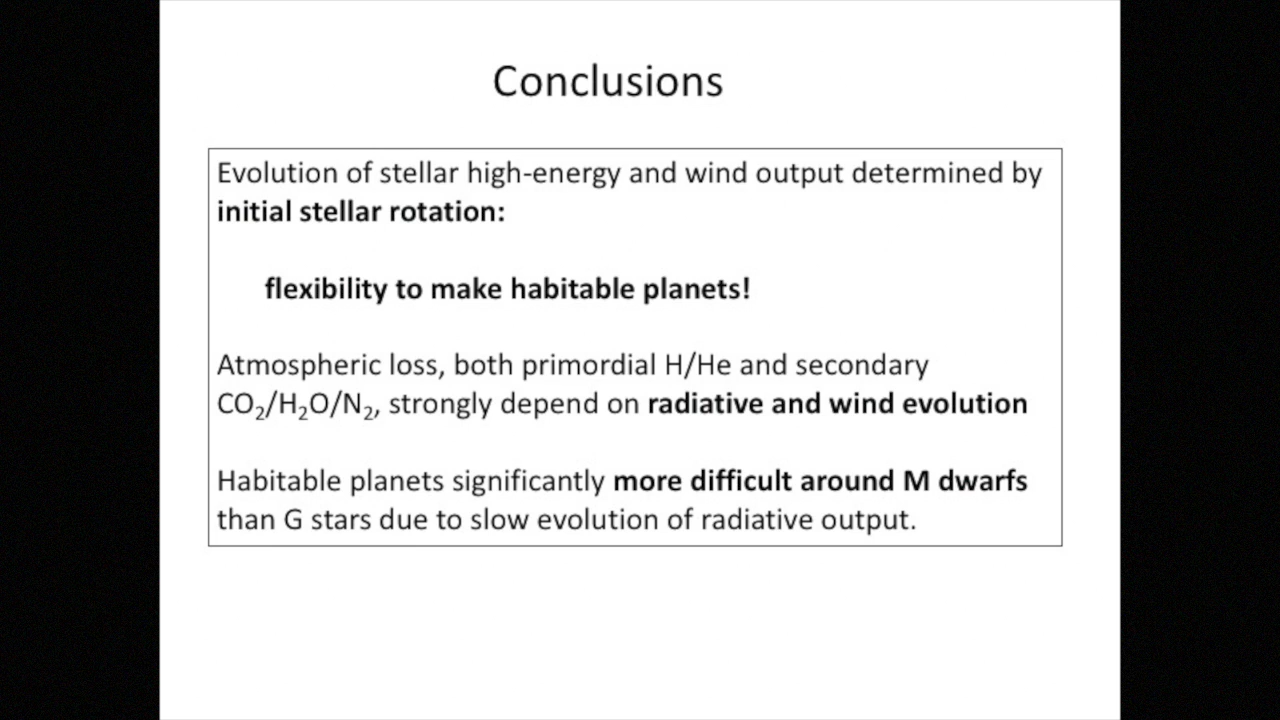 Conclusions
Evolution of stellar high-energy and wind output determined by
initial stellar rotation:
flexibility to make habitable planets!
Atmospheric loss, both primordial H/He and secondary
CO₂/H₂O/N₂, strongly depend on radiative and wind evolution
Habitable planets significantly more difficult around M dwarfs
than G stars due to slow evolution of radiative output.